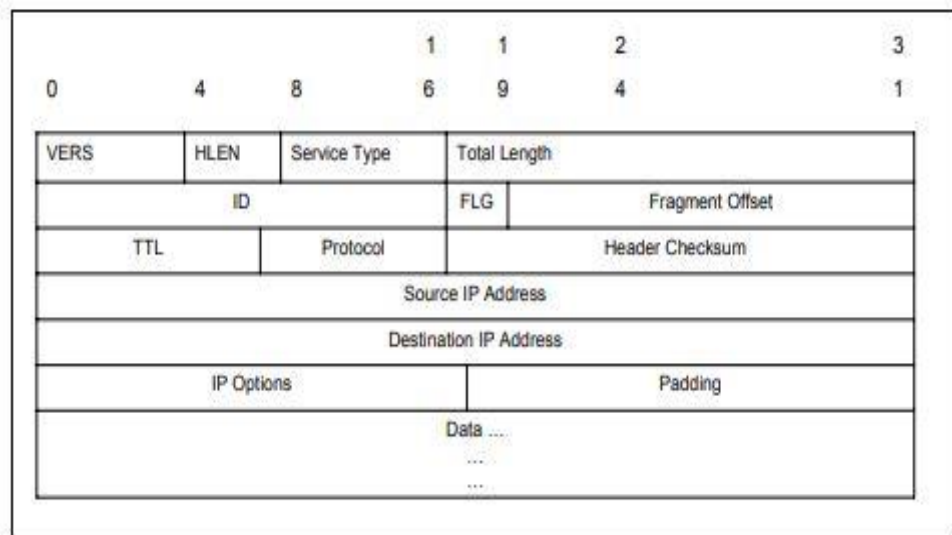 1 1 2 3
0 4 8 6 9 4 1
VERS HLEN Service Type Total Length
ID FLG Fragment Offset
TTL Protocol Header Checksum
Source IP Address
Destination IP Address
IP Options Padding
Data ...
...
...